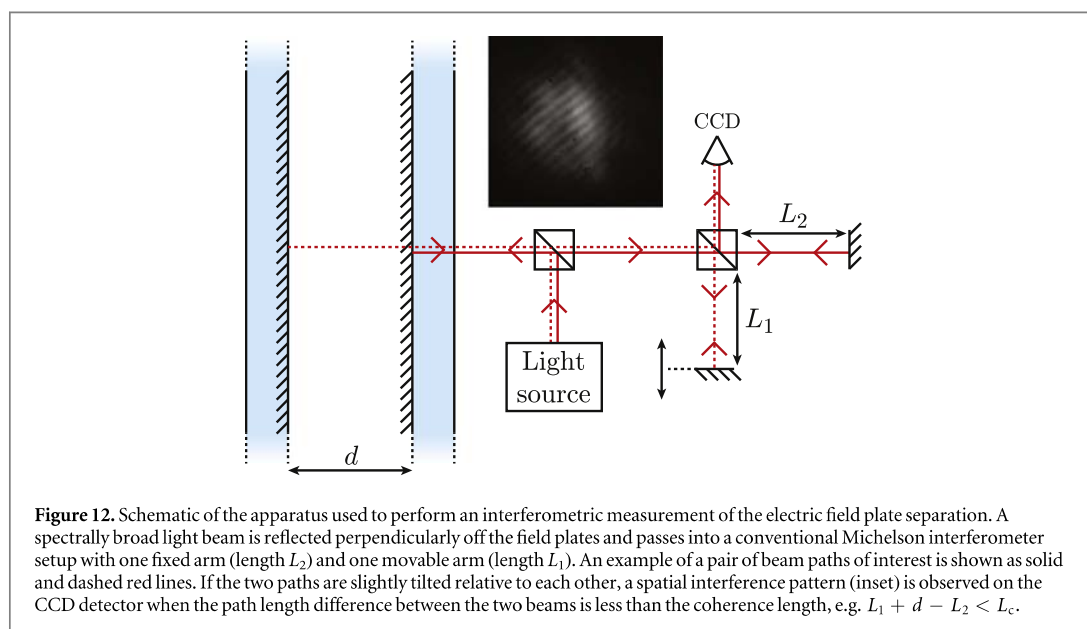 CCD
L₂
L₁
Light
source
d
Figure 12. Schematic of the apparatus used to perform an interferometric measurement of the electric field plate separation. A
spectrally broad light beam is reflected perpendicularly off the field plates and passes into a conventional Michelson interferometer
setup with one fixed arm (length L₂) and one movable arm (length L₁). An example of a pair of beam paths of interest is shown as solid
and dashed red lines. If the two paths are slightly tilted relative to each other, a spatial interference pattern (inset) is observed on the
CCD detector when the path length difference between the two beams is less than the coherence length, e.g. L₁ + d − L₂ < L_c.